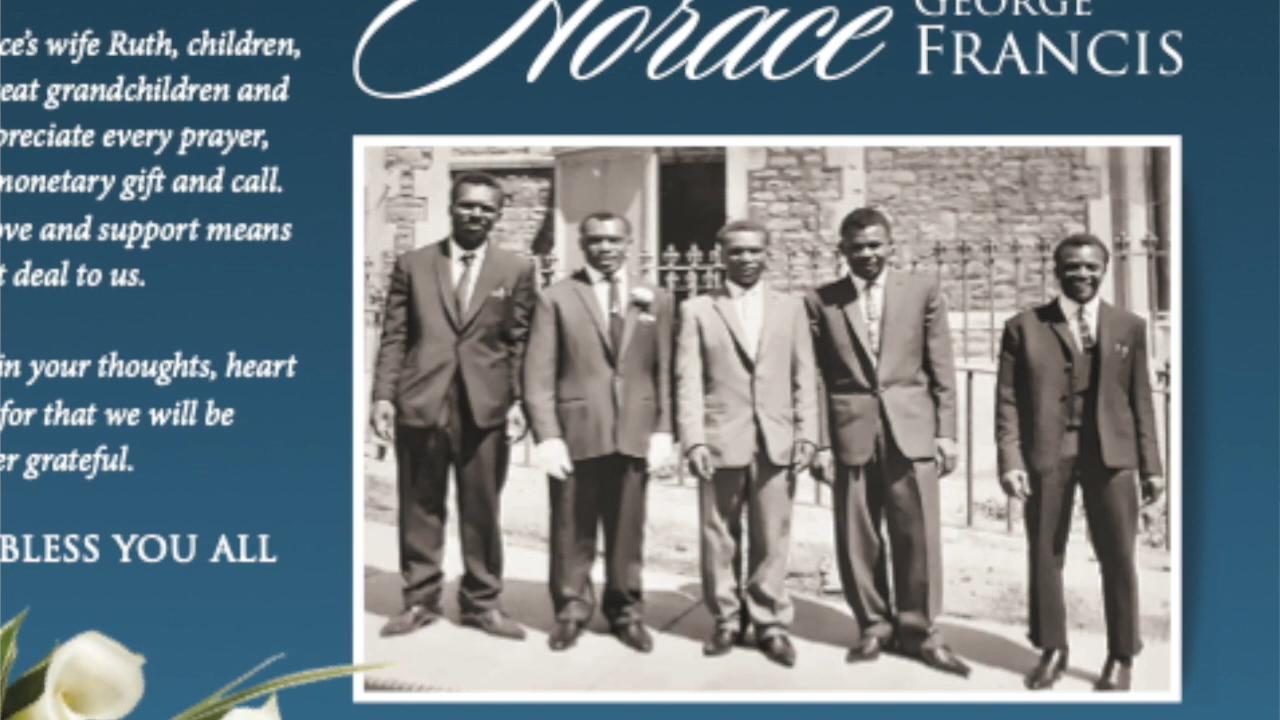 Horace GEORGE
FRANCIS
ce's wife Ruth, children,
eat grandchildren and
preciate every prayer,
monetary gift and call.
ove and support means
t deal to us.
in your thoughts, heart
for that we will be
er grateful.
BLESS YOU ALL